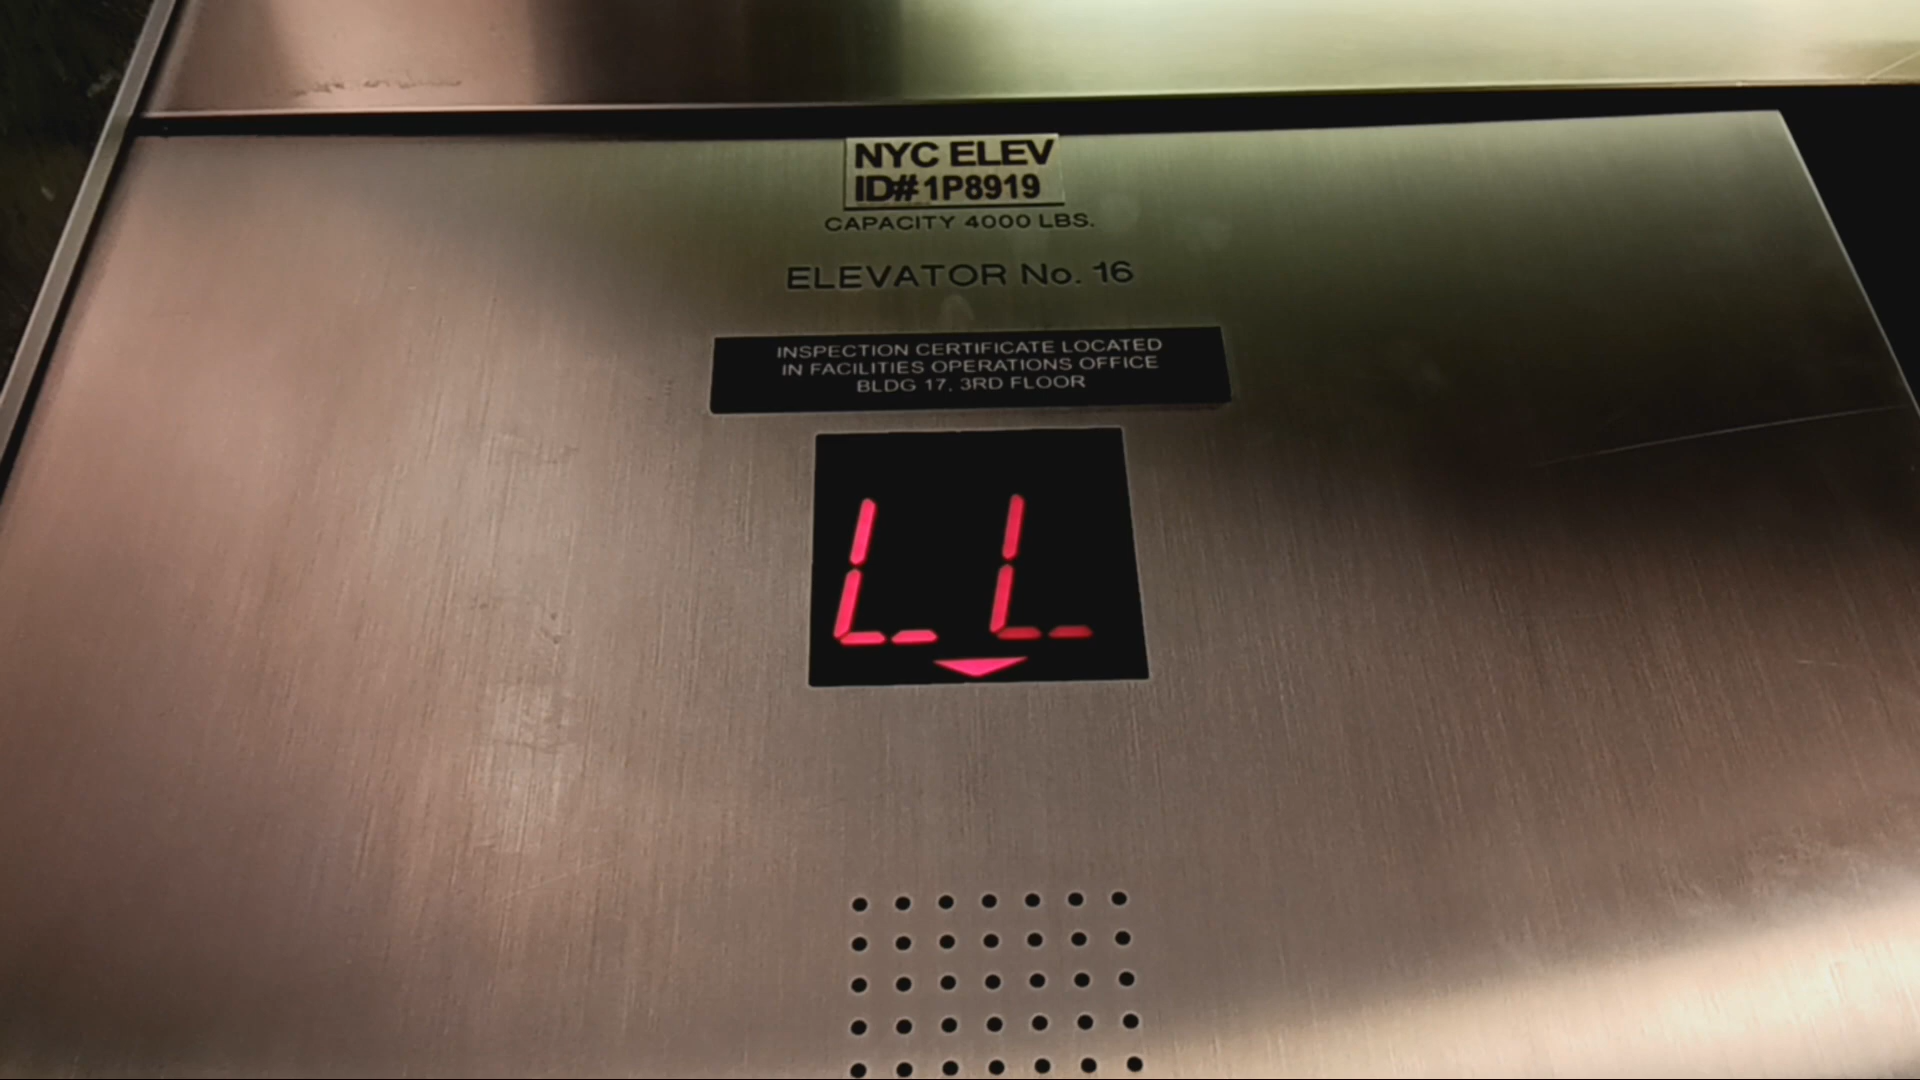 NYC ELEV
ID# 1P8919
CAPACITY 4000 LBS.
ELEVATOR No. 16
INSPECTION CERTIFICATE LOCATED
IN FACILITIES OPERATIONS OFFICE
BLDG 17, 3RD FLOOR
LL